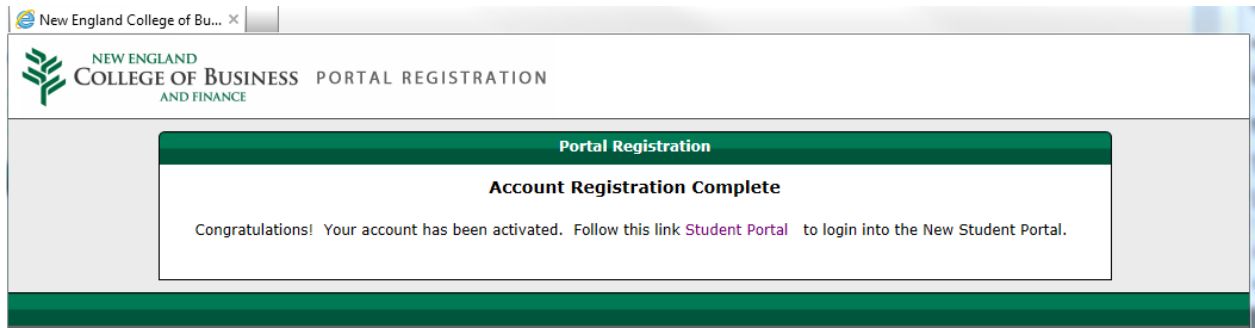 New England College of Bu...
NEW ENGLAND
COLLEGE OF BUSINESS
AND FINANCE
PORTAL REGISTRATION
Portal Registration
Account Registration Complete
Congratulations! Your account has been activated. Follow this link Student Portal to login into the New Student Portal.